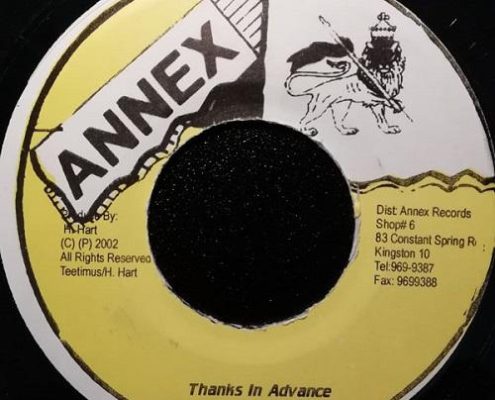 ANNEX
By:
H. Hart
(C) (P) 2002
All Rights Reserved
Teetimus/H. Hart
Dist: Annex Records
Shop# 6
83 Constant Spring
Kingston 10
Tel:969-9387
Fax: 9699388
Thanks In Advance